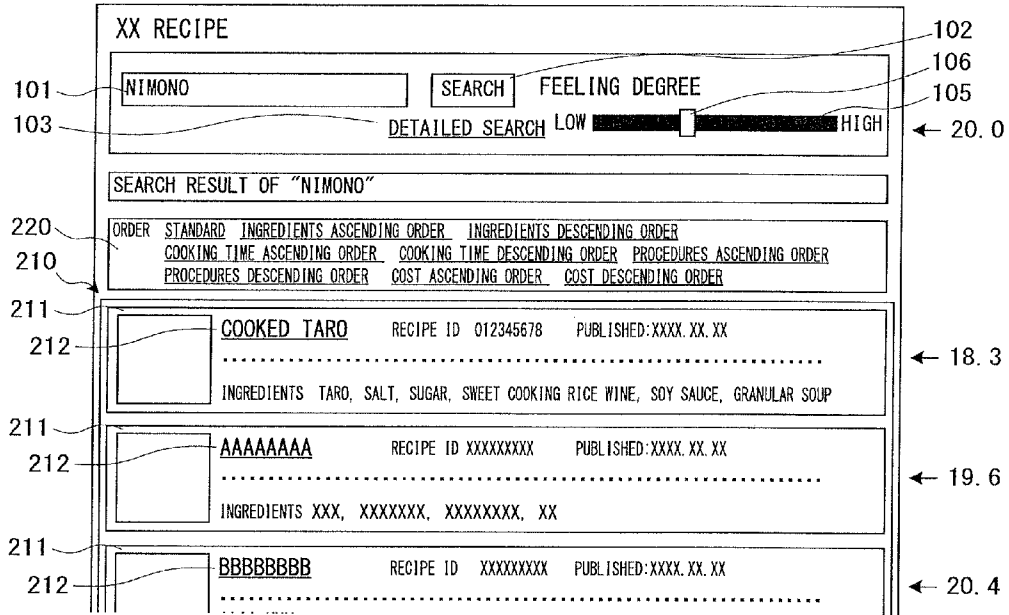 XX RECIPE
102
106
101 NIMONO SEARCH FEELING DEGREE
105
103 DETAILED SEARCH LOW HIGH
20.0
SEARCH RESULT OF "NIMONO"
220 ORDER STANDARD INGREDIENTS ASCENDING ORDER INGREDIENTS DESCENDING ORDER
COOKING TIME ASCENDING ORDER COOKING TIME DESCENDING ORDER PROCEDURES ASCENDING ORDER
210
PROCEDURES DESCENDING ORDER COST ASCENDING ORDER COST DESCENDING ORDER
211
212 COOKED TARO RECIPE ID 012345678 PUBLISHED:XXXX.XX.XX
18.3
INGREDIENTS TARO, SALT, SUGAR, SWEET COOKING RICE WINE, SOY SAUCE, GRANULAR SOUP
211
212 AAAAAAAA RECIPE ID XXXXXXXXX PUBLISHED:XXXX.XX.XX
19.6
INGREDIENTS XXX, XXXXXXX, XXXXXXXX, XX
211
212 BBBBBBBB RECIPE ID XXXXXXXXX PUBLISHED:XXXX.XX.XX
20.4